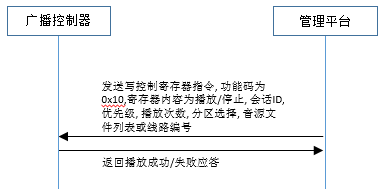 广播控制器
管理平台
发送写控制寄存器指令, 功能码为
0x10,寄存器内容为播放/停止, 会话ID,
优先级, 播放次数, 分区选择, 音源文
件列表或线路编号
返回播放成功/失败应答